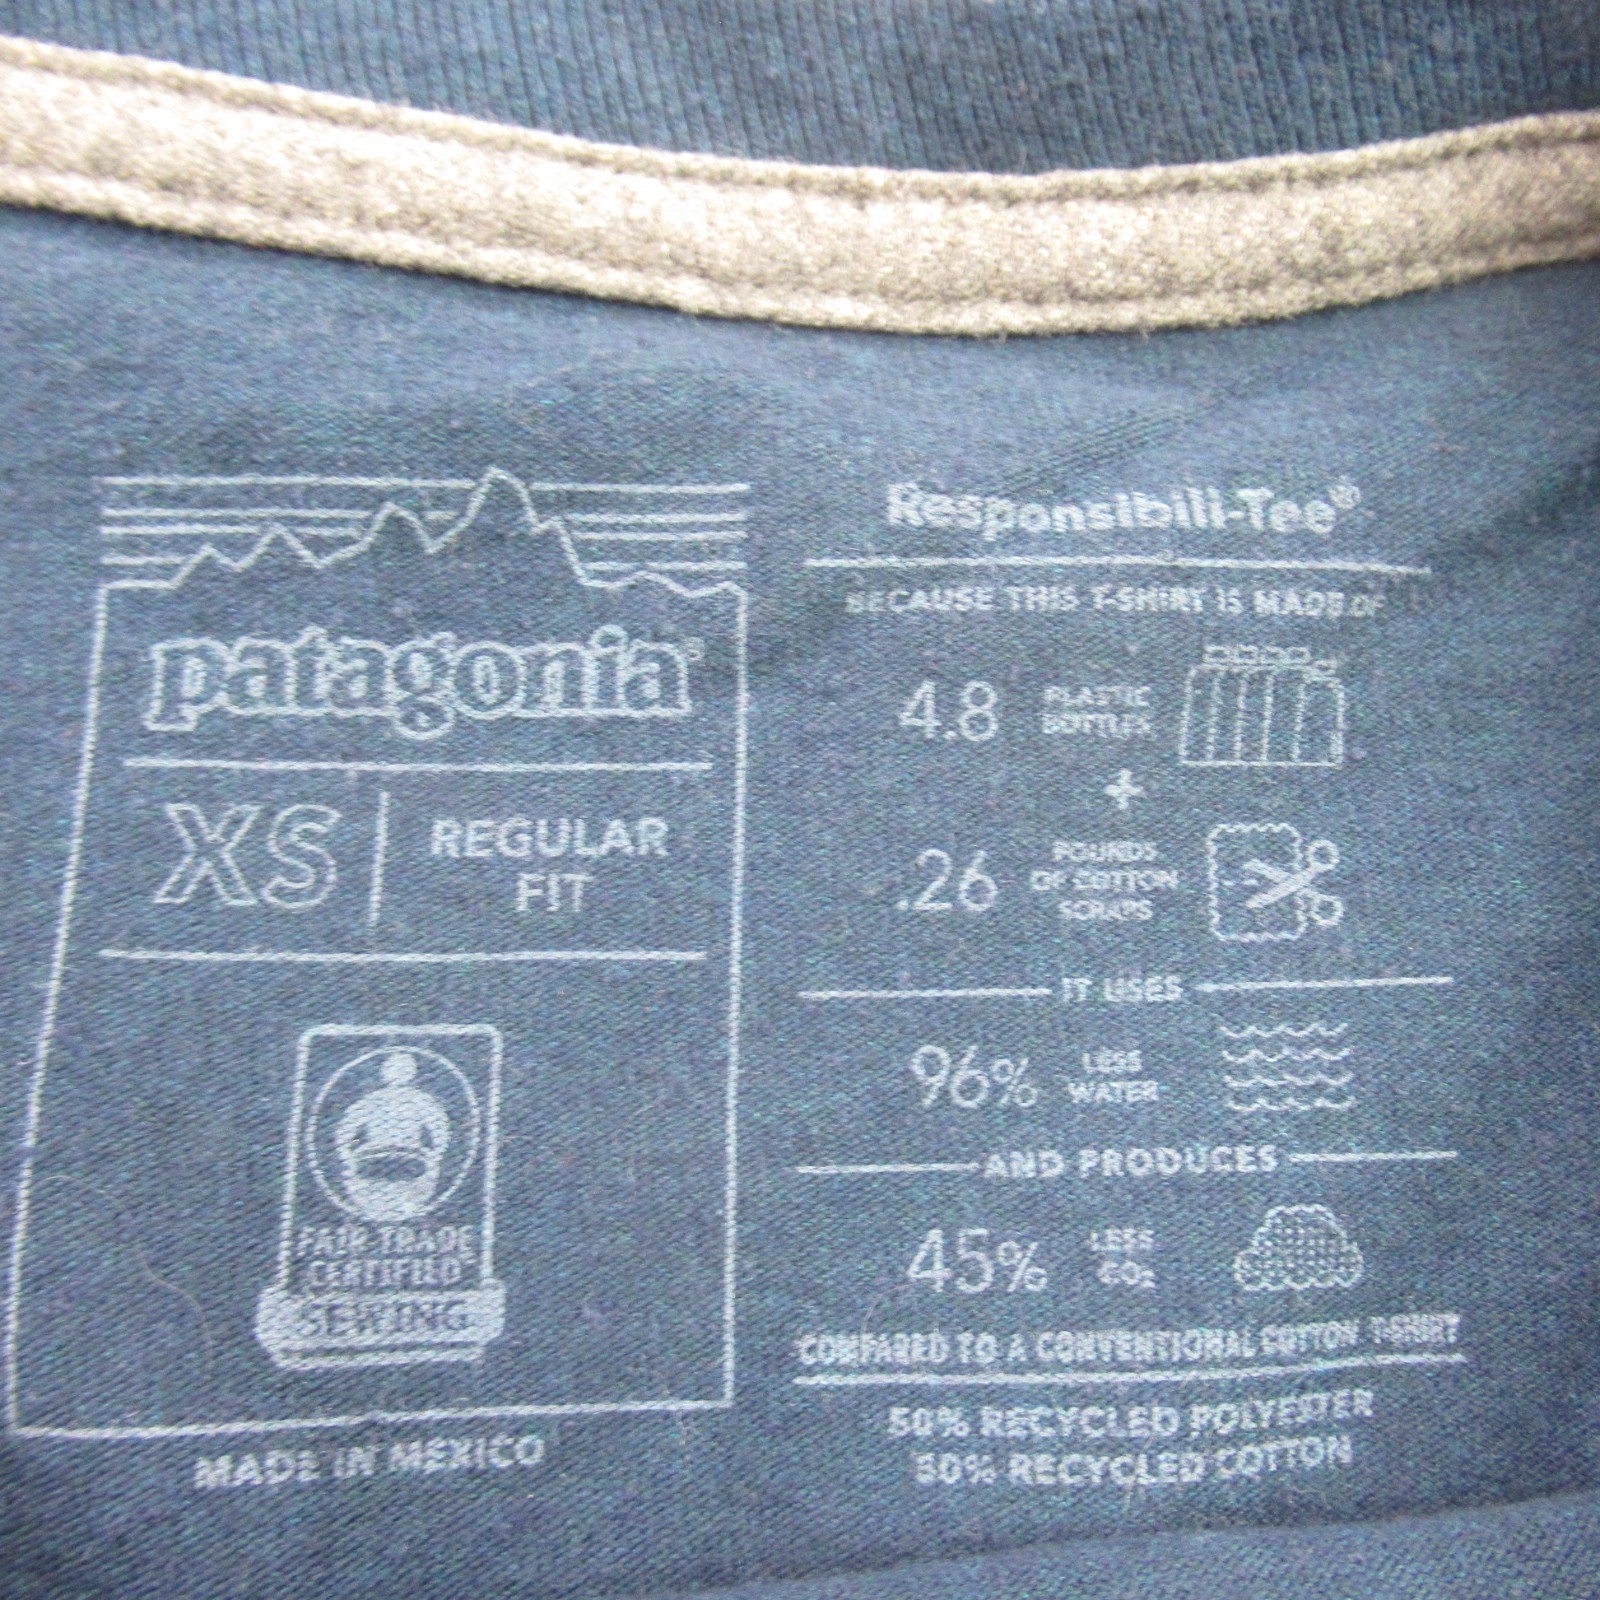 patagonia®
XS
REGULAR
FIT
FAIR TRADE
CERTIFIED
SEWING
MADE IN MEXICO
Responsibili-Tee®
BECAUSE THIS T-SHIRT IS MADE OF
4.8
PLASTIC
BOTTLES
+
.26
POUNDS
OF COTTON
SCRAPS
IT USES
96%
LESS
WATER
AND PRODUCES
45%
LESS
CO₂
COMPARED TO A CONVENTIONAL COTTON T-SHIRT
50% RECYCLED POLYESTER
50% RECYCLED COTTON